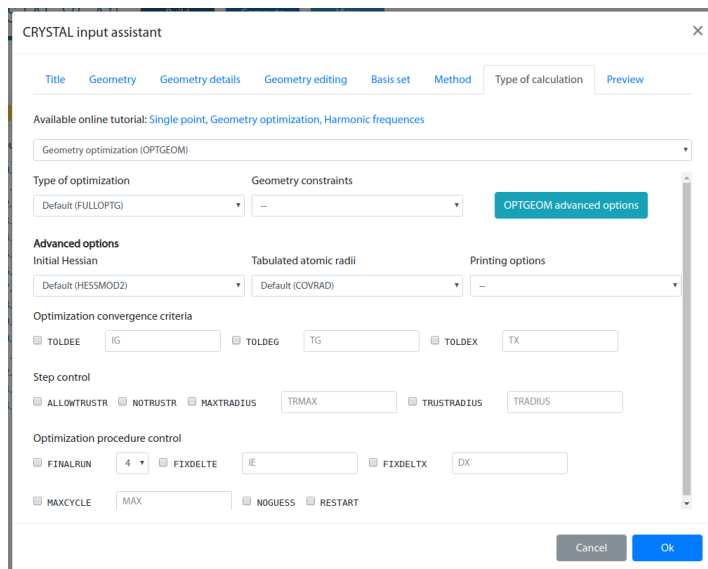 CRYSTAL input assistant ×
Title Geometry Geometry details Geometry editing Basis set Method Type of calculation Preview
Available online tutorial: Single point, Geometry optimization, Harmonic frequences
Geometry optimization (OPTGEOM)
Type of optimization Geometry constraints
Default (FULLOPTG) -- OPTGEOM advanced options
Advanced options
Initial Hessian Tabulated atomic radii Printing options
Default (HESSMOD2) Default (COVRAD) --
Optimization convergence criteria
TOLDEE IG TOLDEG TG TOLDEX TX
Step control
ALLOWTRUSTR NOTRUSTR MAXTRADIUS TRMAX TRUSTRADIUS TRADIUS
Optimization procedure control
FINALRUN 4 FIXDELTE IE FIXDELTX DX
MAXCYCLE MAX NOGUESS RESTART
Cancel Ok